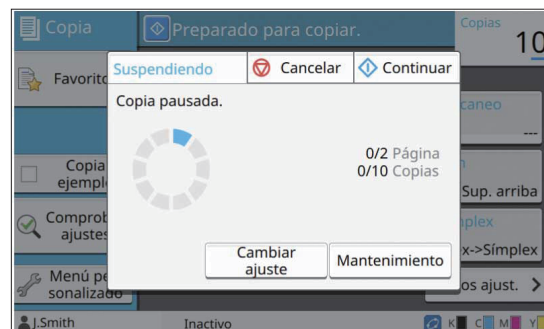 Copia
Preparado para copiar.
Copias
10
Favorito
Suspendiendo
Cancelar
Continuar
Copia pausada.
0/2 Página
0/10 Copias
Cambiar
ajuste
Mantenimiento
caneo
---
Copia
ejempl
Sup. arriba
Comprob
ajustes
plex
x->Símplex
Menú pe
sonalizado
os ajust.
J.Smith
Inactivo
K
C
M
Y